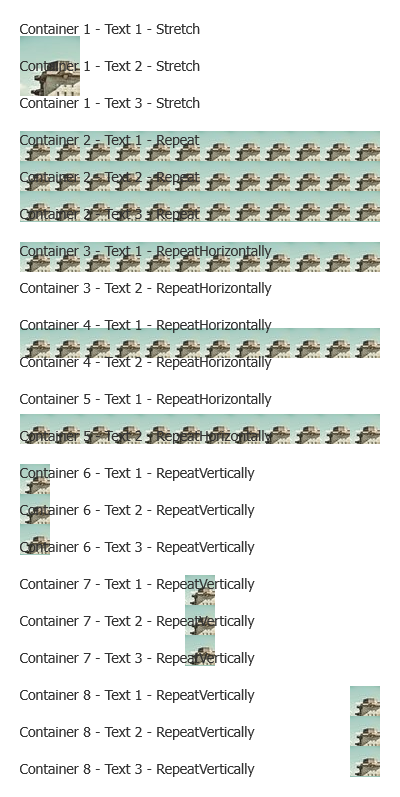 Container 1 - Text 1 - Stretch
Container 1 - Text 2 - Stretch
Container 1 - Text 3 - Stretch
Container 2 - Text 1 - Repeat
Container 2 - Text 2 - Repeat
Container 2 - Text 3 - Repeat
Container 3 - Text 1 - RepeatHorizontally
Container 3 - Text 2 - RepeatHorizontally
Container 4 - Text 1 - RepeatHorizontally
Container 4 - Text 2 - RepeatHorizontally
Container 5 - Text 1 - RepeatHorizontally
Container 5 - Text 2 - RepeatHorizontally
Container 6 - Text 1 - RepeatVertically
Container 6 - Text 2 - RepeatVertically
Container 6 - Text 3 - RepeatVertically
Container 7 - Text 1 - RepeatVertically
Container 7 - Text 2 - RepeatVertically
Container 7 - Text 3 - RepeatVertically
Container 8 - Text 1 - RepeatVertically
Container 8 - Text 2 - RepeatVertically
Container 8 - Text 3 - RepeatVertically